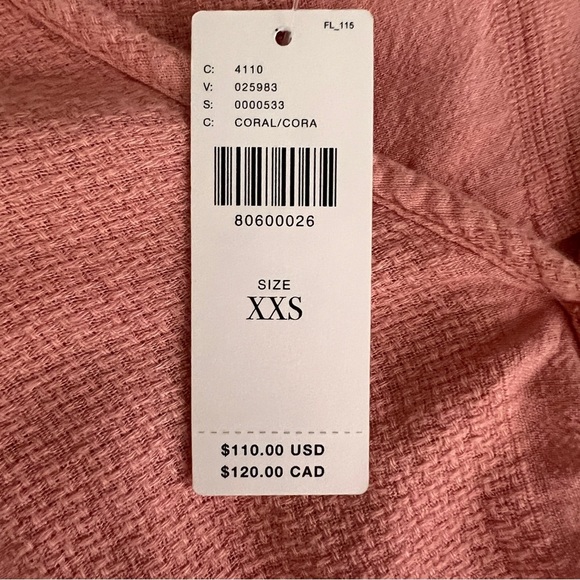 FL_115
C: 4110
V: 025983
S: 0000533
C: CORAL/CORA
80600026
SIZE
XXS
$110.00 USD
$120.00 CAD